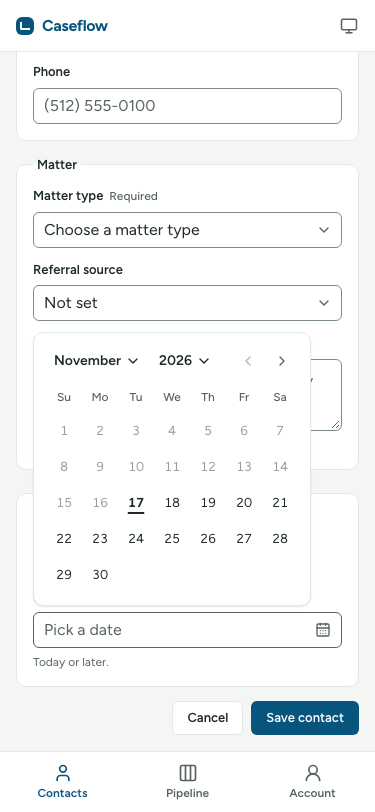 Caseflow
Phone
(512) 555-0100
Matter
Matter type Required
Choose a matter type
Referral source
Not set
November 2026
Su Mo Tu We Th Fr Sa
1 2 3 4 5 6 7
8 9 10 11 12 13 14
15 16 17 18 19 20 21
22 23 24 25 26 27 28
29 30
Pick a date
Today or later.
Cancel Save contact
Contacts Pipeline Account